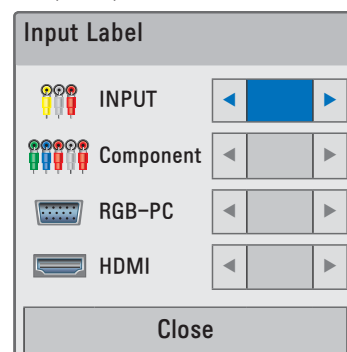 Input Label
INPUT
Component
RGB-PC
HDMI
Close